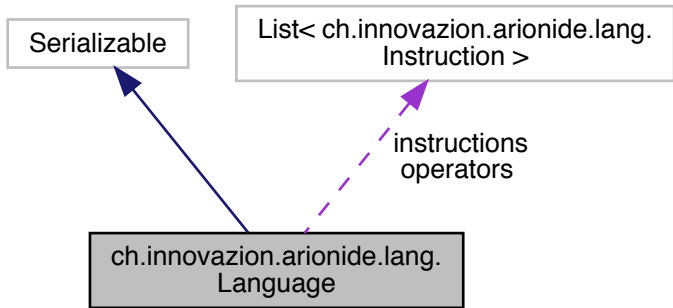 Serializable
List< ch.innovazion.arionide.lang.
Instruction >
instructions
operators
ch.innovazion.arionide.lang.
Language